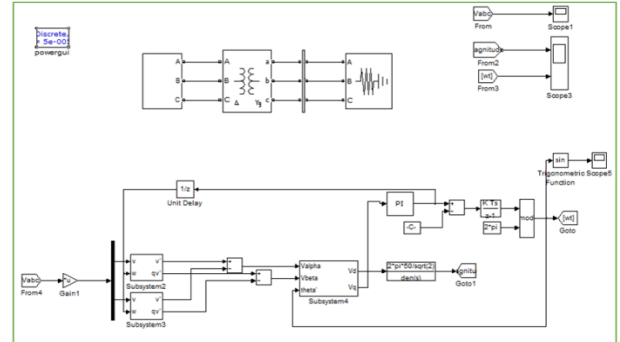 Discrete,
= 5e-005
powergui
A
B
C
A
B
C
Δ
Yg
a
b
c
A
B
C
Vabc
From
Scope1
agnitude
From2
[wt]
From3
Scope3
sin
Trigonometric
Function
Scope5
1/z
Unit Delay
PI
-C-
K Ts
z-1
2*pi
mod
[wt]
Goto
Vabc
From4
Gain1
v
w
v'
qv'
Subsystem2
v
w
v'
qv'
Subsystem3
Valpha
Vbeta
theta'
Vd
Vq
Subsystem4
2*pi*50/sqrt(2)
den(s)
agnitu
Goto1